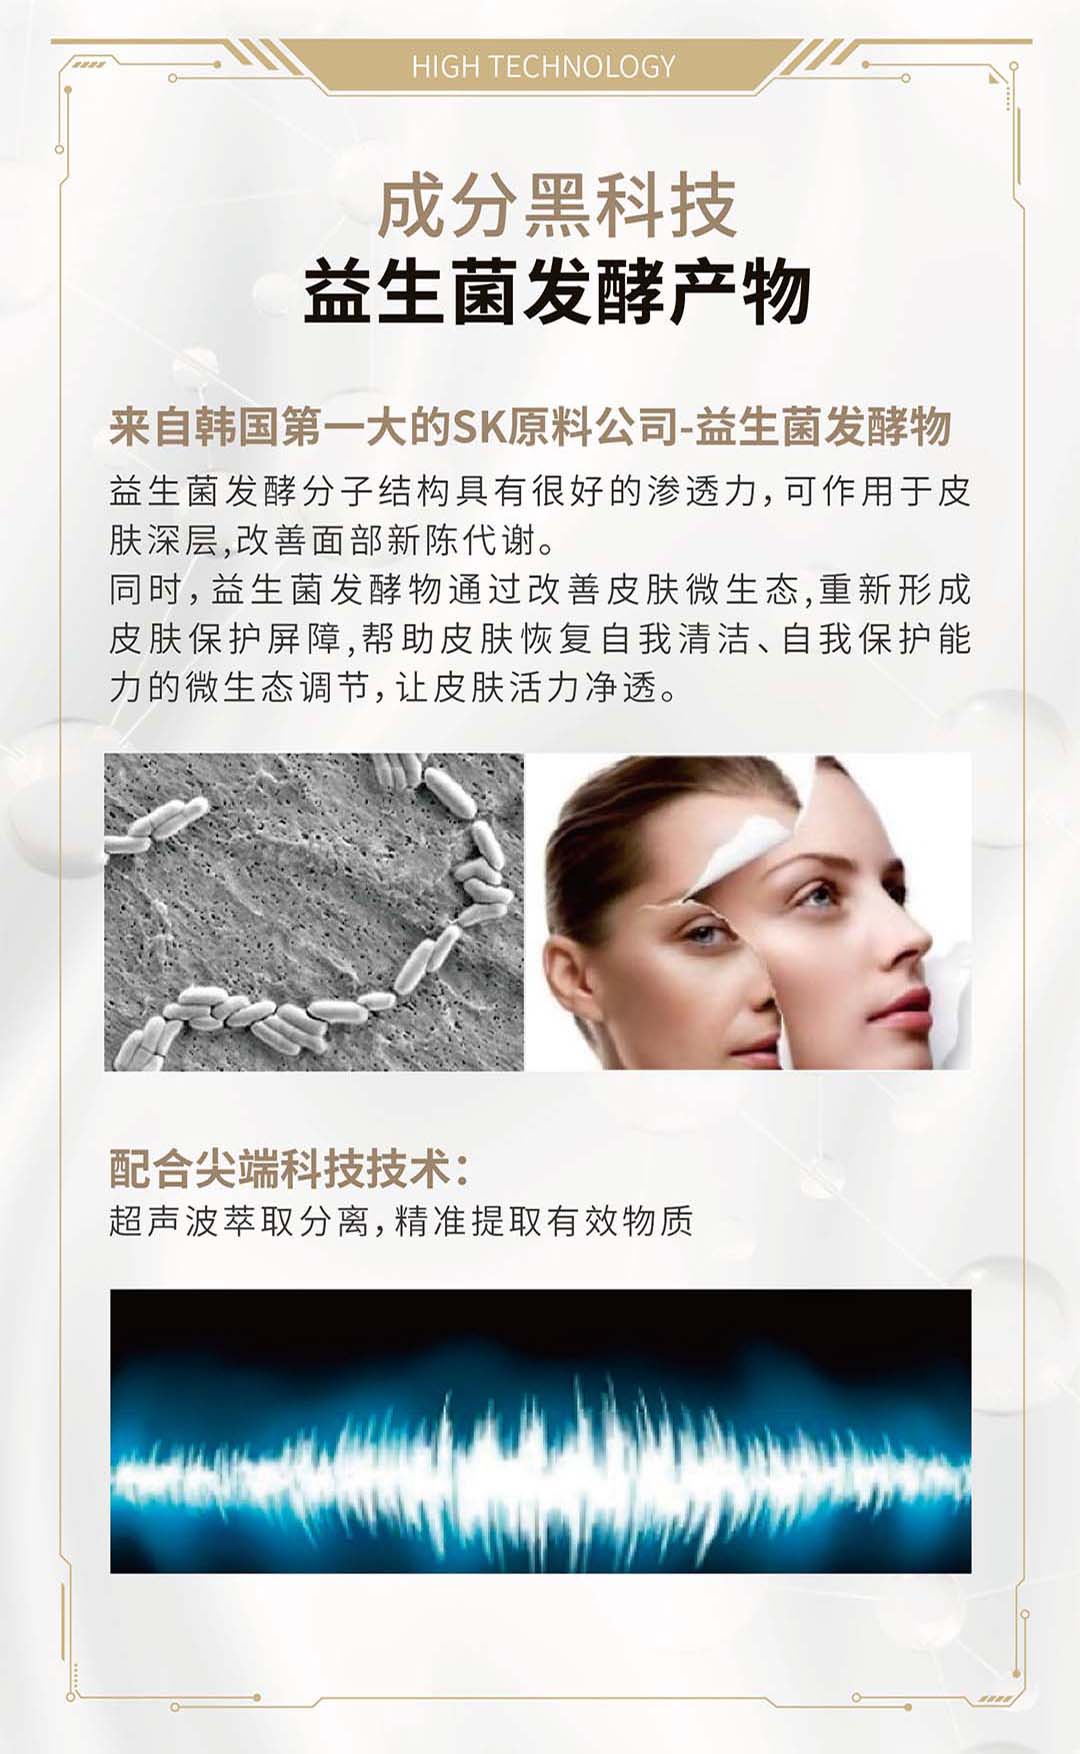 HIGH TECHNOLOGY
成分黑科技
益生菌发酵产物
来自韩国第一大的SK原料公司-益生菌发酵物
益生菌发酵分子结构具有很好的渗透力，可作用于皮
肤深层,改善面部新陈代谢。
同时，益生菌发酵物通过改善皮肤微生态,重新形成
皮肤保护屏障,帮助皮肤恢复自我清洁、自我保护能
力的微生态调节，让皮肤活力净透。
配合尖端科技技术：
超声波萃取分离，精准提取有效物质